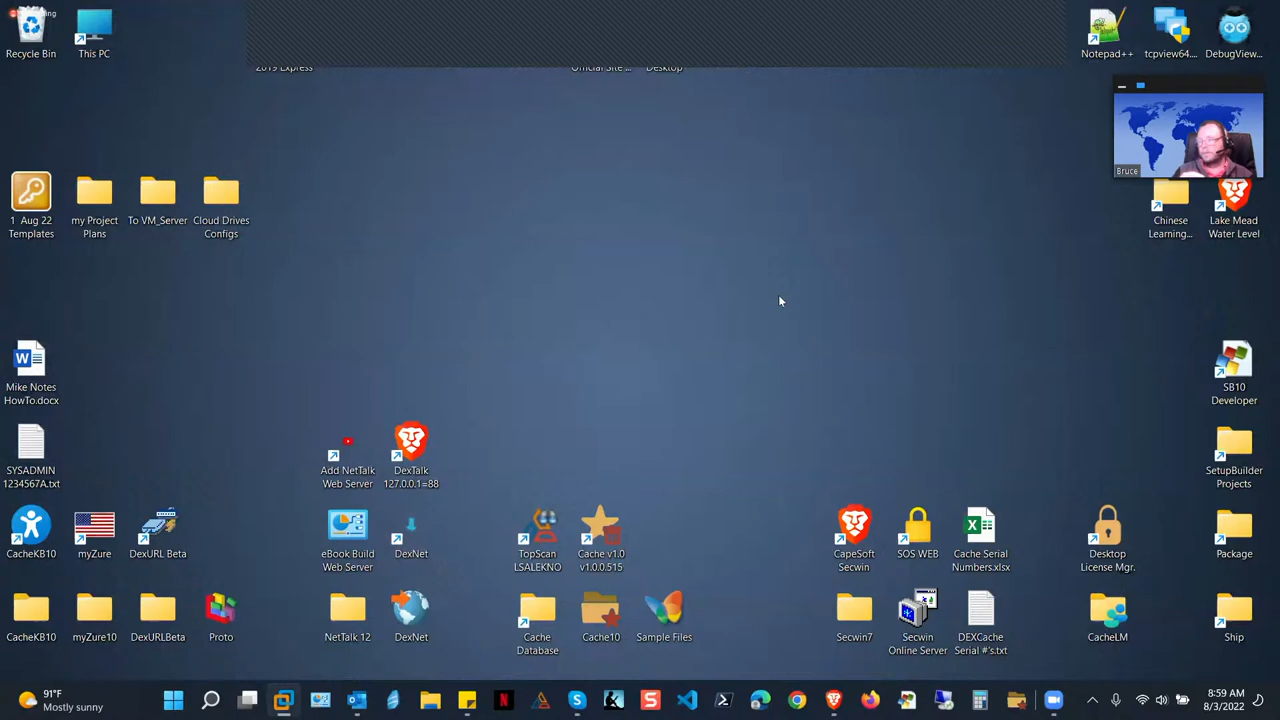 Recycle Bin
This PC
2019 Express
Official Site ...
Desktop
Notepad++
tcpview64....
DebugView...
Bruce
1 Aug 22
Templates
my Project
Plans
To VM_Server
Cloud Drives
Configs
Chinese
Learning...
Lake Mead
Water Level
Mike Notes
HowTo.docx
SB10
Developer
SYSADMIN
1234567A.txt
Add NetTalk
Web Server
DexTalk
127.0.0.1=88
SetupBuilder
Projects
CacheKB10
myZure
DexURL Beta
eBook Build
Web Server
DexNet
TopScan
LSALEKNO
Cache v1.0
v1.0.0.515
CapeSoft
Secwin
SOS WEB
Cache Serial
Numbers.xlsx
Desktop
License Mgr.
Package
CacheKB10
myZure10
DexURLBeta
Proto
NetTalk 12
DexNet
Cache
Database
Cache10
Sample Files
Secwin7
Secwin
Online Server
DEXCache
Serial #'s.txt
CacheLM
Ship
91°F
Mostly sunny
8:59 AM
8/3/2022